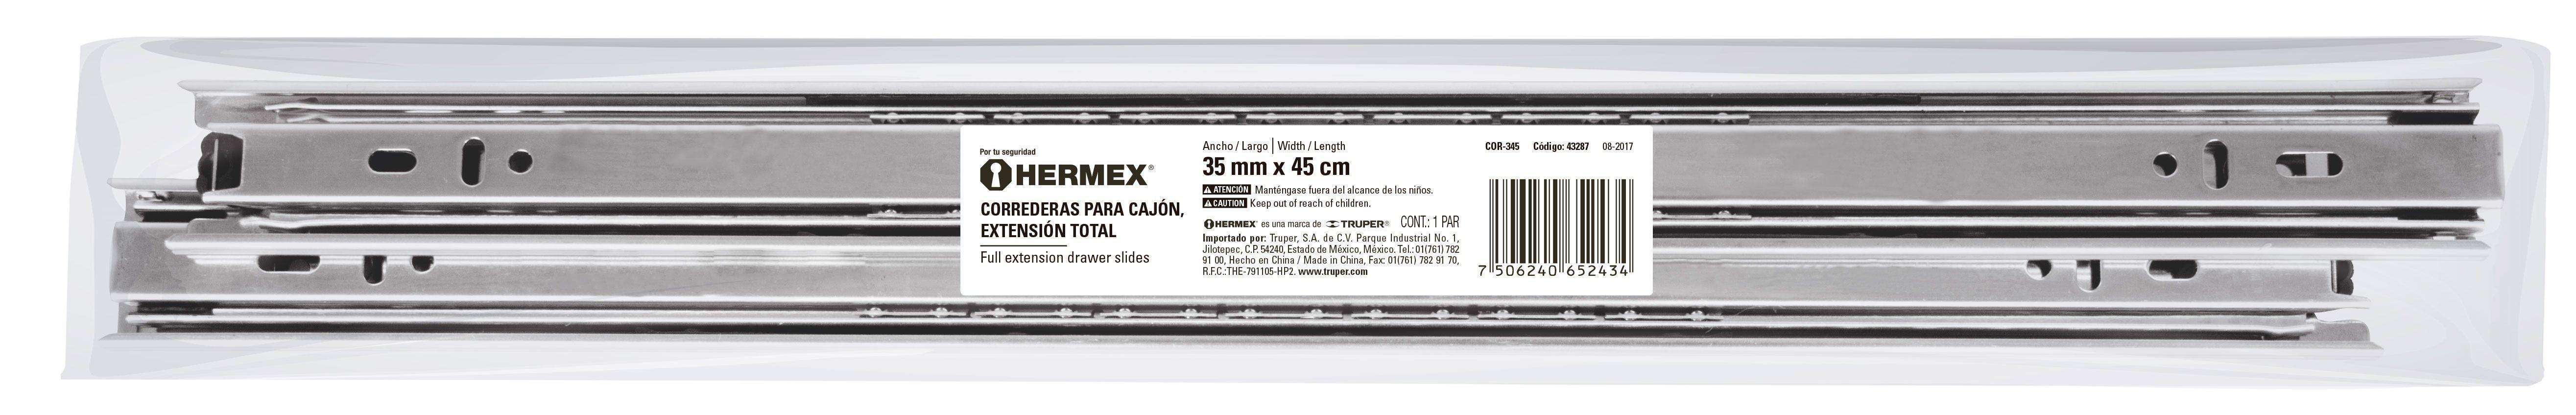 Por tu seguridad
HERMEX®
CORREDERAS PARA CAJÓN,
EXTENSIÓN TOTAL
Full extension drawer slides
Ancho / Largo | Width / Length
35 mm x 45 cm
ATENCIÓN Manténgase fuera del alcance de los niños.
CAUTION Keep out of reach of children.
HERMEX® es una marca de TRUPER® CONT.: 1 PAR
Importado por: Truper, S.A. de C.V. Parque Industrial No. 1,
Jilotepec, C.P. 54240, Estado de México, México. Tel.: 01(761) 782
91 00, Hecho en China / Made in China, Fax: 01(761) 782 91 70,
R.F.C.:THE-791105-HP2. www.truper.com
COR-345 Código: 43287 08-2017
7 506240 652434